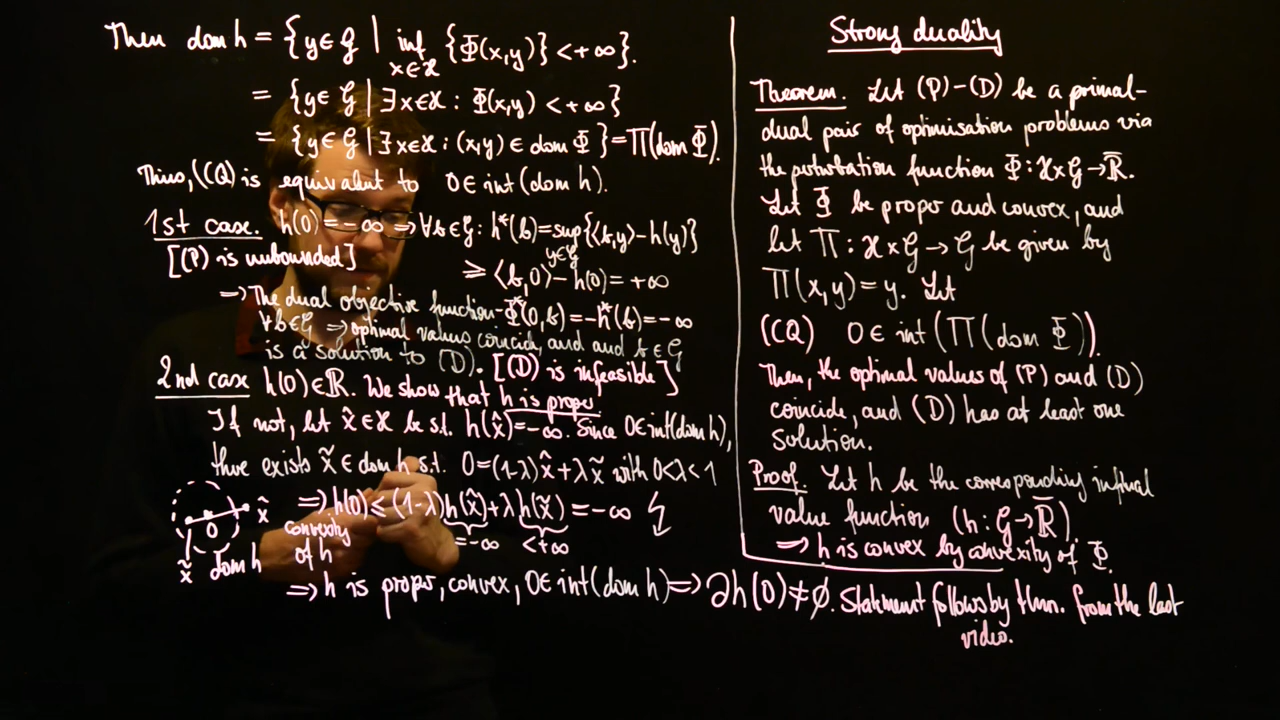 Strong duality
Theorem. Let (P)-(D) be a primal-
dual pair of optimisation problems via
the perturbation function Φ: 𝓗×𝓖→R̅.
Let Φ be proper and convex, and
let Π: 𝓗×𝓖 → 𝓖 be given by
Π(x,y)=y. Let
(CQ) 0 ∈ int(Π(dom Φ)).
Then, the optimal values of (P) and (D)
coincide, and (D) has at least one
solution.
Proof. Let h be the corresponding infimal
value function (h: 𝓖→R̅).
⇒ h is convex by convexity of Φ.
Then dom h = {y∈𝓖 | inf {Φ(x,y)} < +∞}.
x∈𝓗
= {y∈𝓖 | ∃x∈𝓗 : Φ(x,y) < +∞}
= {y∈𝓖 | ∃x∈𝓗 : (x,y) ∈ dom Φ} = Π(dom Φ).
Thus, (CQ) is equivalent to 0∈ int(dom h).
1st case. h(0)=-∞ ⇒ ∀b∈𝓖: h*(b)=sup{⟨b,y⟩-h(y)}
y∈𝓖
[(P) is unbounded] ≥ ⟨b,0⟩-h(0)=+∞
⇒ The dual objective function -Φ*(0,b)=-h*(b)=-∞
∀b∈𝓖 ⇒ optimal values coincide, and and b∈𝓖
is a solution to (D). [(D) is infeasible]
2nd case h(0)∈ℝ. We show that h is proper
If not, let x̂∈𝓗 be s.t. h(x̂)=-∞. Since 0∈int(dom h),
there exists x̃∈dom h s.t. 0=(1-λ)x̂+λx̃ with 0<λ<1
⇒ h(0)≤(1-λ)h(x̂)+λh(x̃)=-∞ ↯
0 x̂ convexity =-∞ <+∞
x̃ dom h of h
⇒ h is proper, convex, 0∈int(dom h) ⇒ ∂h(0)≠∅. Statement follows by thm. from the last
video.